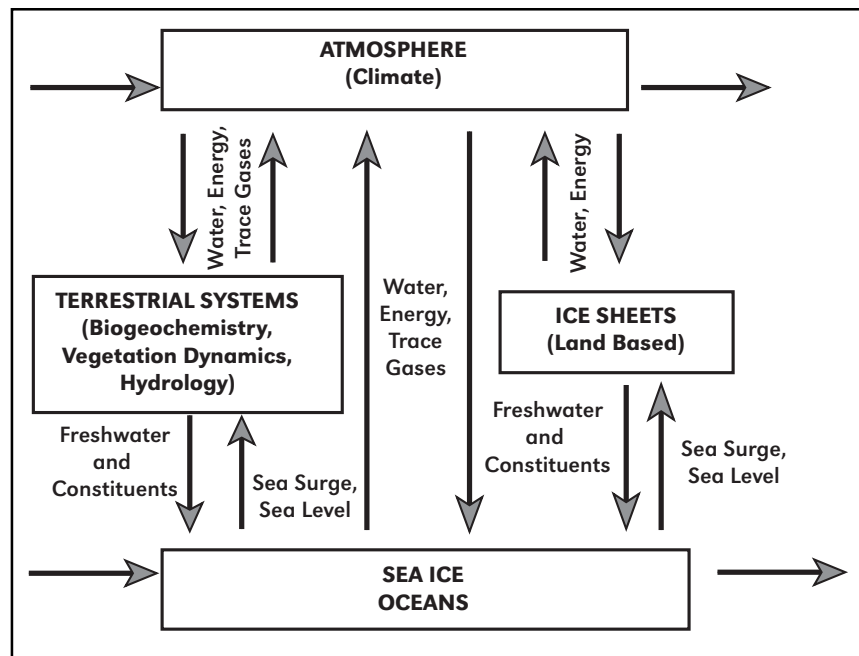 ATMOSPHERE
(Climate)
Water, Energy,
Trace Gases
Water, Energy
TERRESTRIAL SYSTEMS
(Biogeochemistry,
Vegetation Dynamics,
Hydrology)
Water,
Energy,
Trace
Gases
ICE SHEETS
(Land Based)
Freshwater
and
Constituents
Sea Surge,
Sea Level
Freshwater
and
Constituents
Sea Surge,
Sea Level
SEA ICE
OCEANS